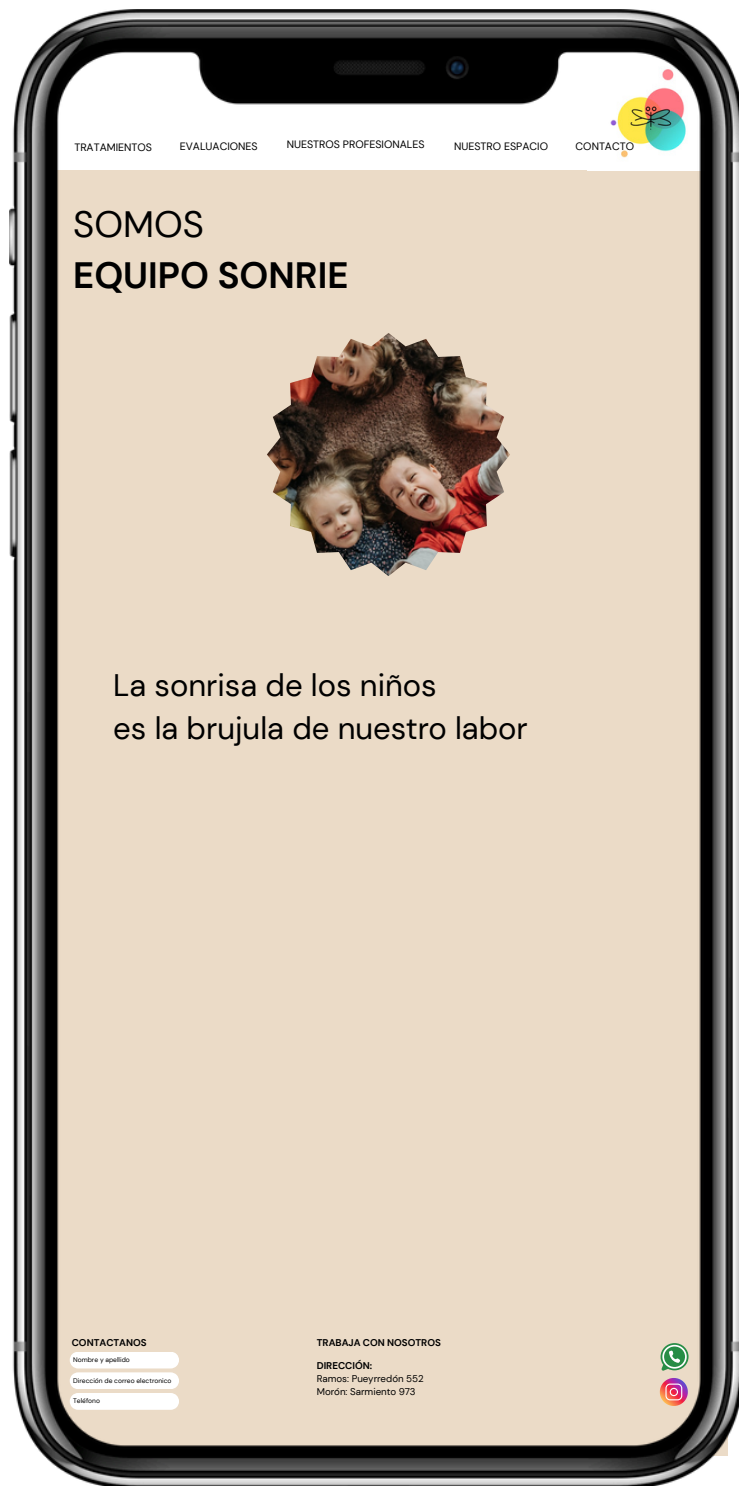 TRATAMIENTOS
EVALUACIONES
NUESTROS PROFESIONALES
NUESTRO ESPACIO
CONTACTO
SOMOS
EQUIPO SONRIE
La sonrisa de los niños
es la brujula de nuestro labor
CONTACTANOS
Nombre y apellido
Dirección de correo electronico
Teléfono
TRABAJA CON NOSOTROS
DIRECCIÓN:
Ramos: Pueyrredón 552
Morón: Sarmiento 973